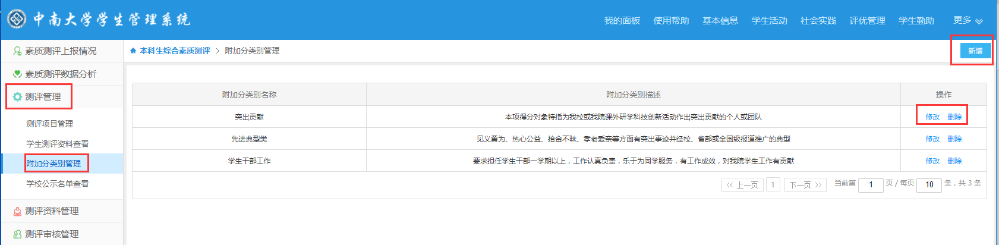 中南大学学生管理系统
我的面板 使用帮助 基本信息 学生活动 社会实践 评优管理 学生勤助 更多
素质测评上报情况
素质测评数据分析
测评管理
测评项目管理
学生测评资料查看
附加分类别管理
学校公示名单查看
测评资料管理
测评审核管理
本科生综合素质测评 > 附加分类别管理
新增
附加分类别名称 附加分类别描述 操作
突出贡献 本项得分对象特指为我校或我院课外研学科技创新活动作出突出贡献的个人或团队 修改 删除
先进典型类 见义勇为、热心公益、拾金不昧、孝老爱亲等方面有突出事迹并经校、省部或全国级报道推广的典型 修改 删除
学生干部工作 要求担任学生干部一学期以上，工作认真负责，乐于为同学服务，有工作成效，对我院学生工作有贡献 修改 删除
<< 上一页 1 下一页 >> 当前第 1 页 / 每页 10 条，共 3 条